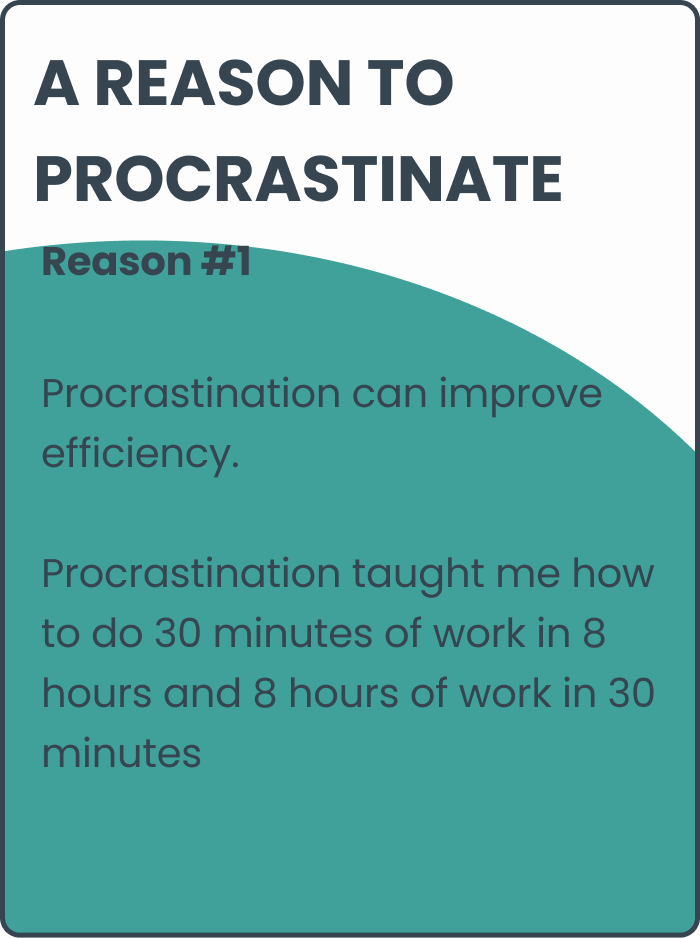 A REASON TO
PROCRASTINATE
Reason #1
Procrastination can improve
efficiency.
Procrastination taught me how
to do 30 minutes of work in 8
hours and 8 hours of work in 30
minutes